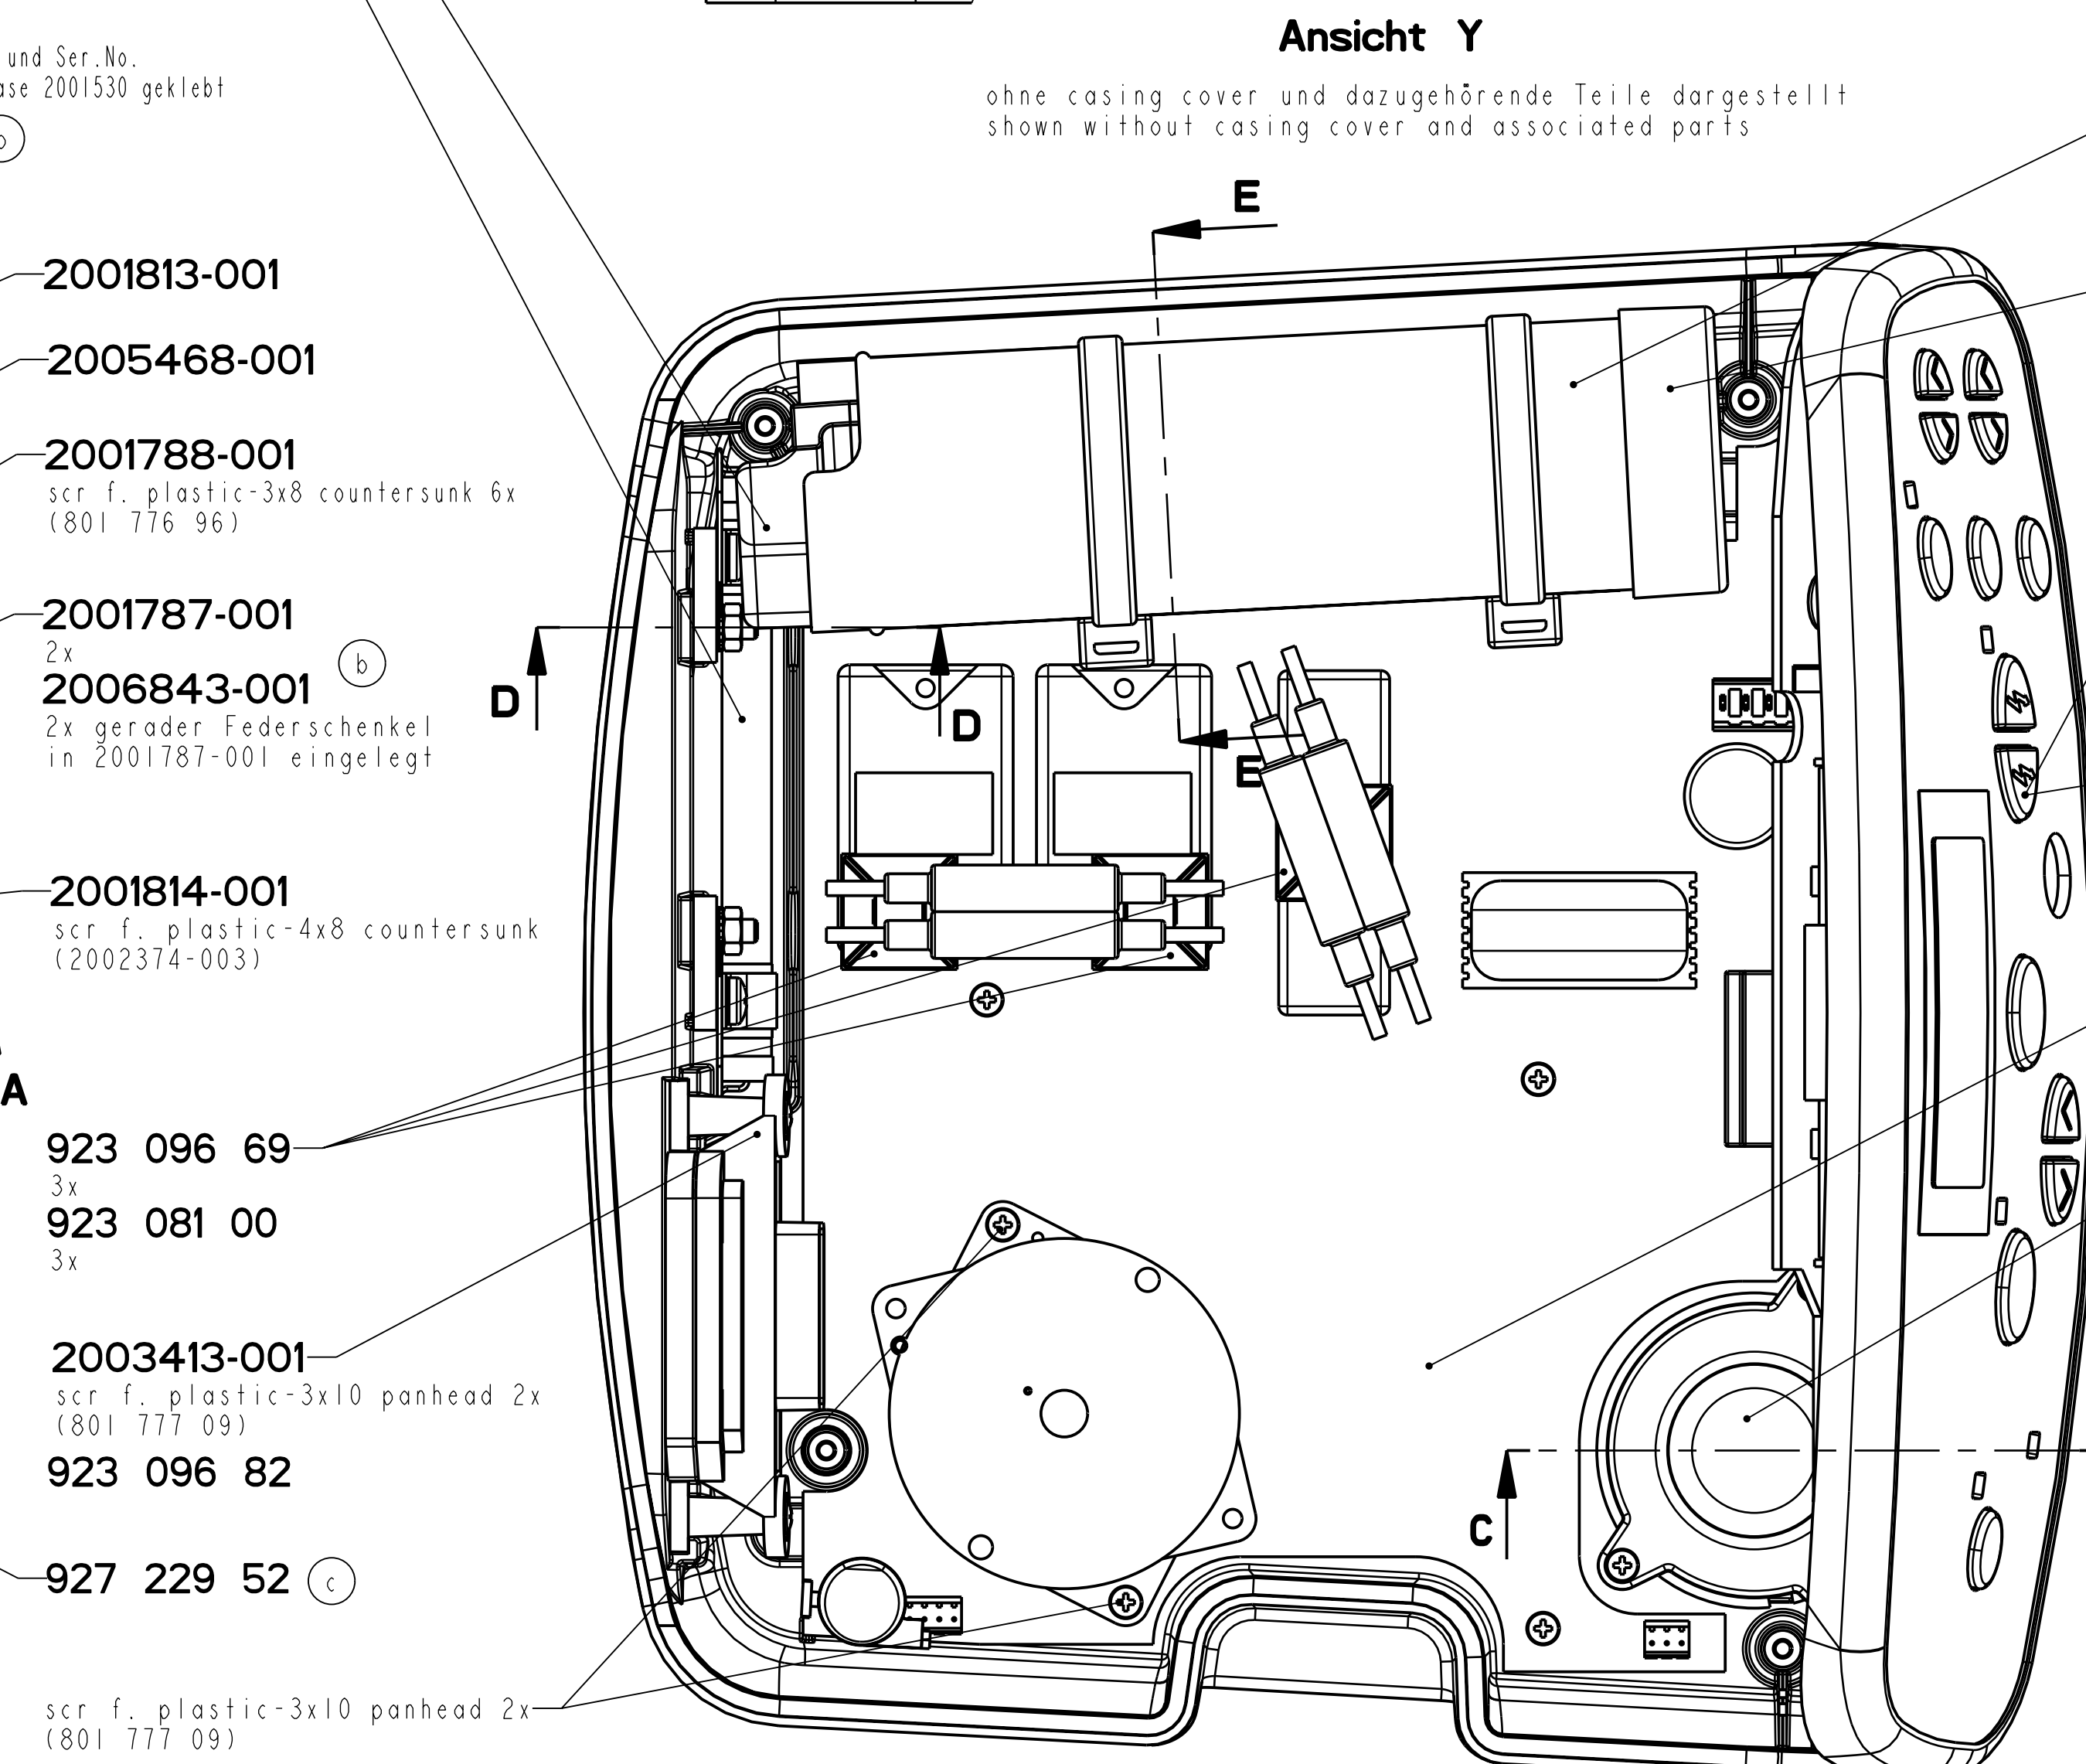 Ansicht Y
ohne casing cover und dazugehörende Teile dargestellt
shown without casing cover and associated parts
und Ser.No.
2001530 geklebt
2001813-001
2005468-001
2001788-001
scr f. plastic-3x8 countersunk 6x
(801 776 96)
2001787-001
2x
b
2006843-001
2x gerader Federschenkel
in 2001787-001 eingelegt
2001814-001
scr f. plastic-4x8 countersunk
(2002374-003)
A
923 096 69
3x
923 081 00
3x
2003413-001
scr f. plastic-3x10 panhead 2x
(801 777 09)
923 096 82
927 229 52
c
scr f. plastic-3x10 panhead 2x
(801 777 09)
E
D
D
E
C